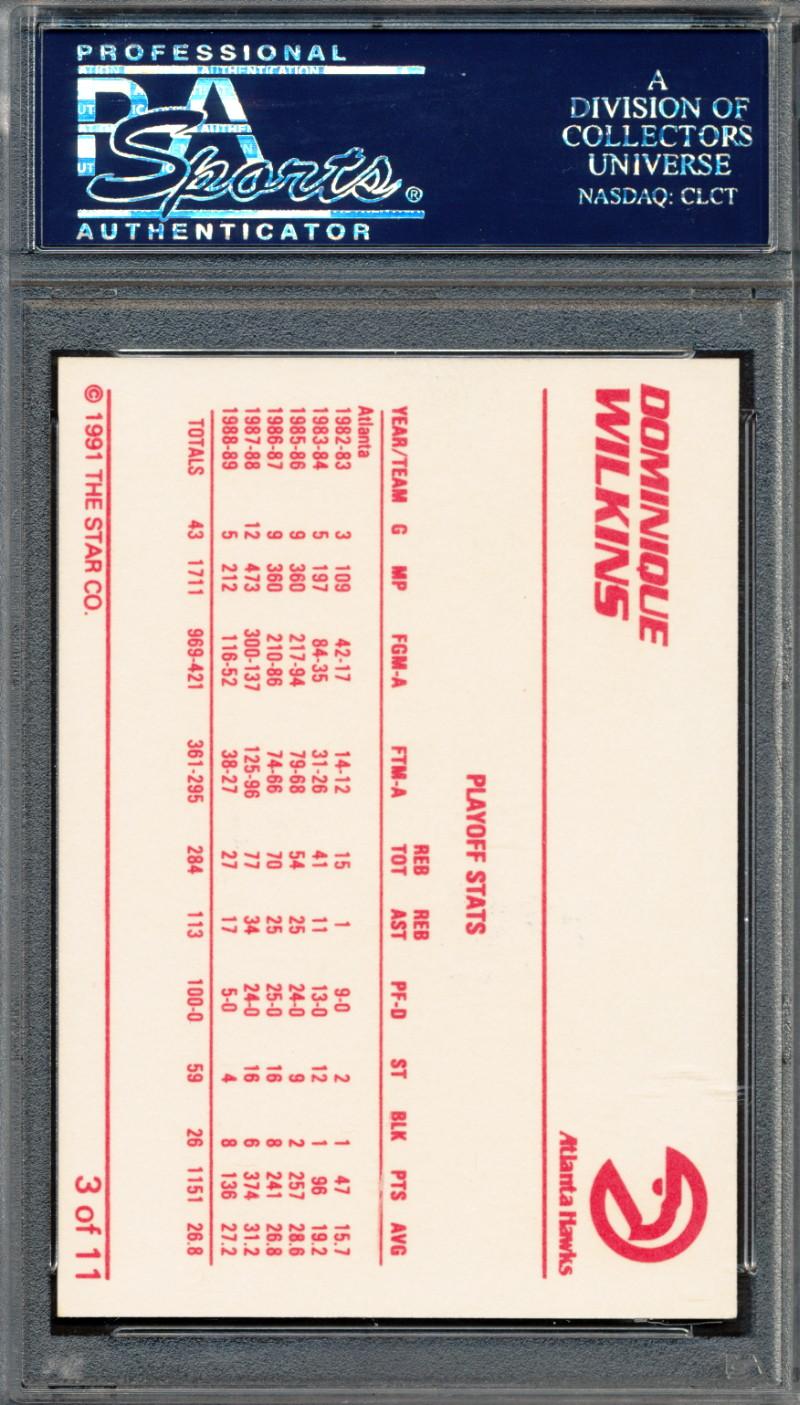 PROFESSIONAL
PSA
Sports®
AUTHENTICATOR
A
DIVISION OF
COLLECTORS
UNIVERSE
NASDAQ: CLCT
DOMINIQUE
WILKINS
Atlanta Hawks
PLAYOFF STATS
REB REB
YEAR/TEAM G MP FGM-A FTM-A TOT AST PF-D ST BLK PTS AVG
Atlanta
1982-83 3 109 42-17 14-12 15 1 9-0 2 1 47 15.7
1983-84 5 197 84-35 31-26 41 11 13-0 12 1 96 19.2
1985-86 9 360 217-94 79-68 54 25 24-0 9 2 257 28.6
1986-87 9 360 210-86 74-66 70 25 25-0 16 8 241 26.8
1987-88 12 473 300-137 125-96 77 34 24-0 16 6 374 31.2
1988-89 5 212 116-52 38-27 27 17 5-0 4 8 136 27.2
TOTALS 43 1711 969-421 361-295 284 113 100-0 59 26 1151 26.8
© 1991 THE STAR CO.
3 of 11